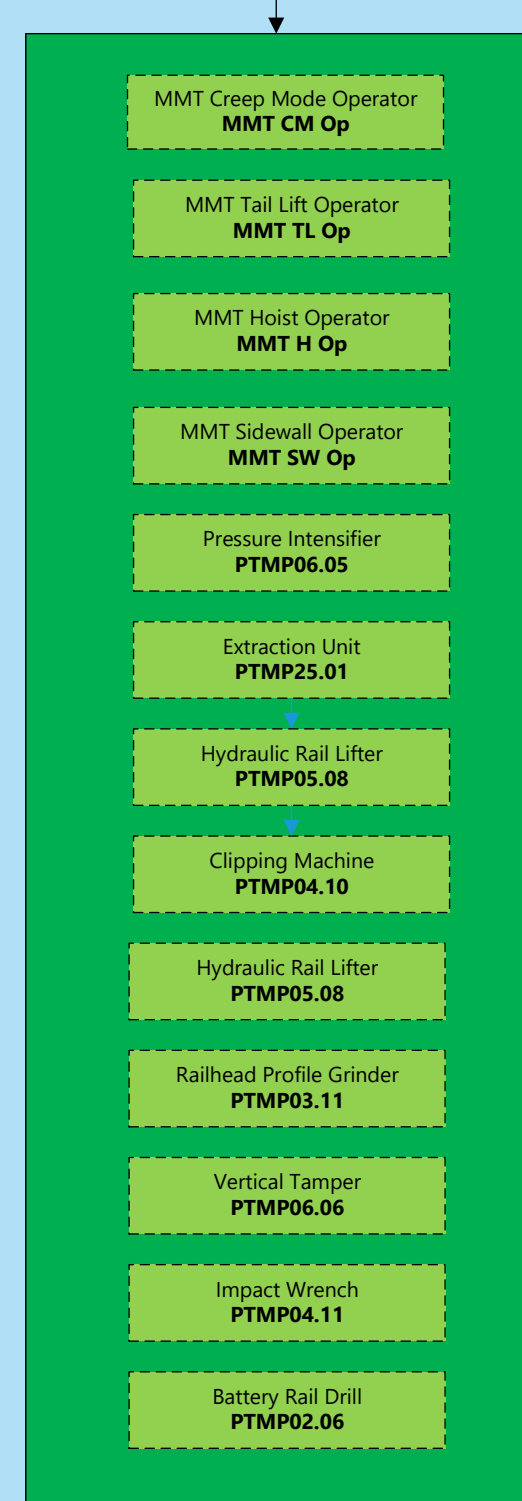 MMT Creep Mode Operator
MMT CM Op
MMT Tail Lift Operator
MMT TL Op
MMT Hoist Operator
MMT H Op
MMT Sidewall Operator
MMT SW Op
Pressure Intensifier
PTMP06.05
Extraction Unit
PTMP25.01
Hydraulic Rail Lifter
PTMP05.08
Clipping Machine
PTMP04.10
Hydraulic Rail Lifter
PTMP05.08
Railhead Profile Grinder
PTMP03.11
Vertical Tamper
PTMP06.06
Impact Wrench
PTMP04.11
Battery Rail Drill
PTMP02.06